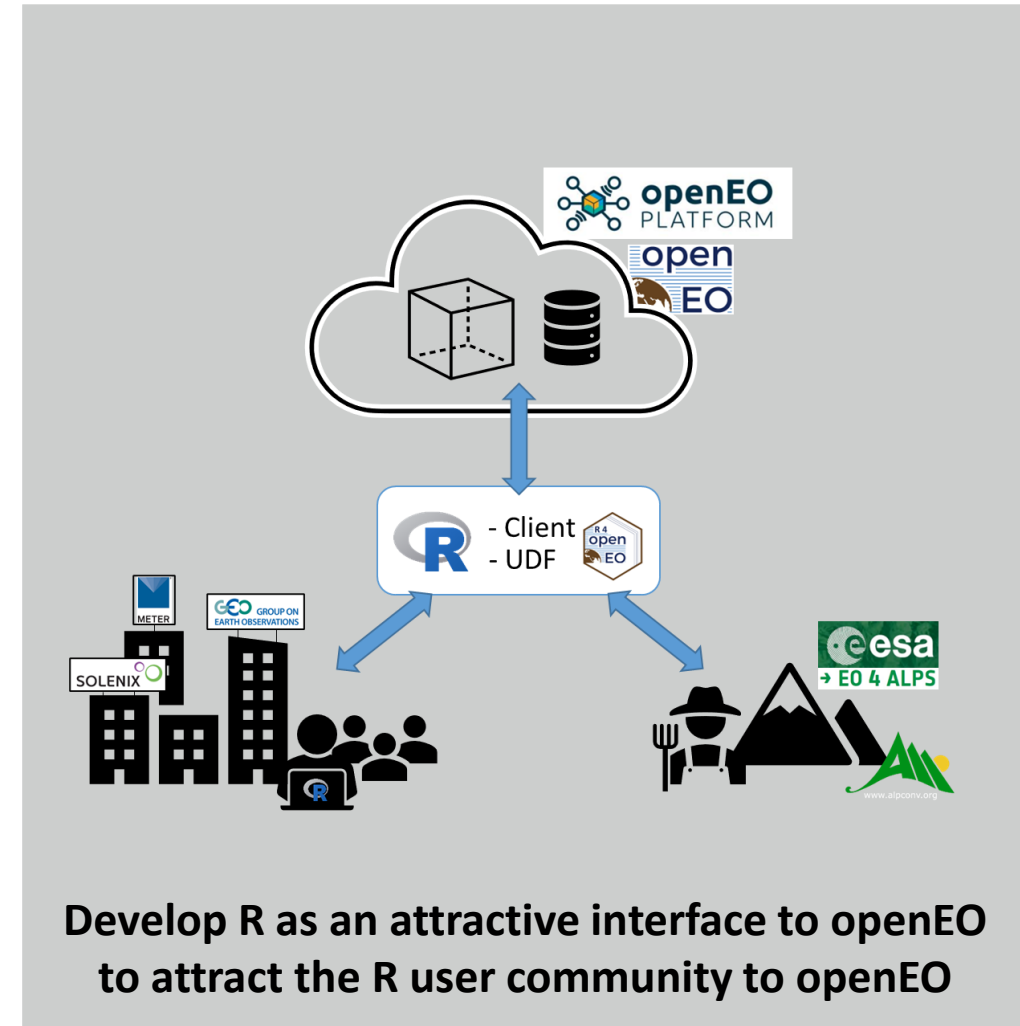 openEO
PLATFORM
open
EO
R
- Client
- UDF
R4
open
EO
METER
GEO GROUP ON
EARTH OBSERVATIONS
SOLENIX
R
esa
→ EO 4 ALPS
www.alpconv.org
Develop R as an attractive interface to openEO
to attract the R user community to openEO